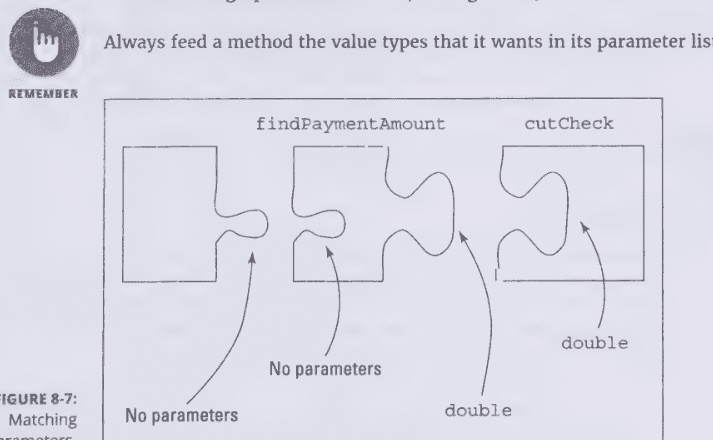 Always feed a method the value types that it wants in its parameter list
REMEMBER
findPaymentAmount cutCheck
double
No parameters
No parameters
double
FIGURE 8-7:
Matching